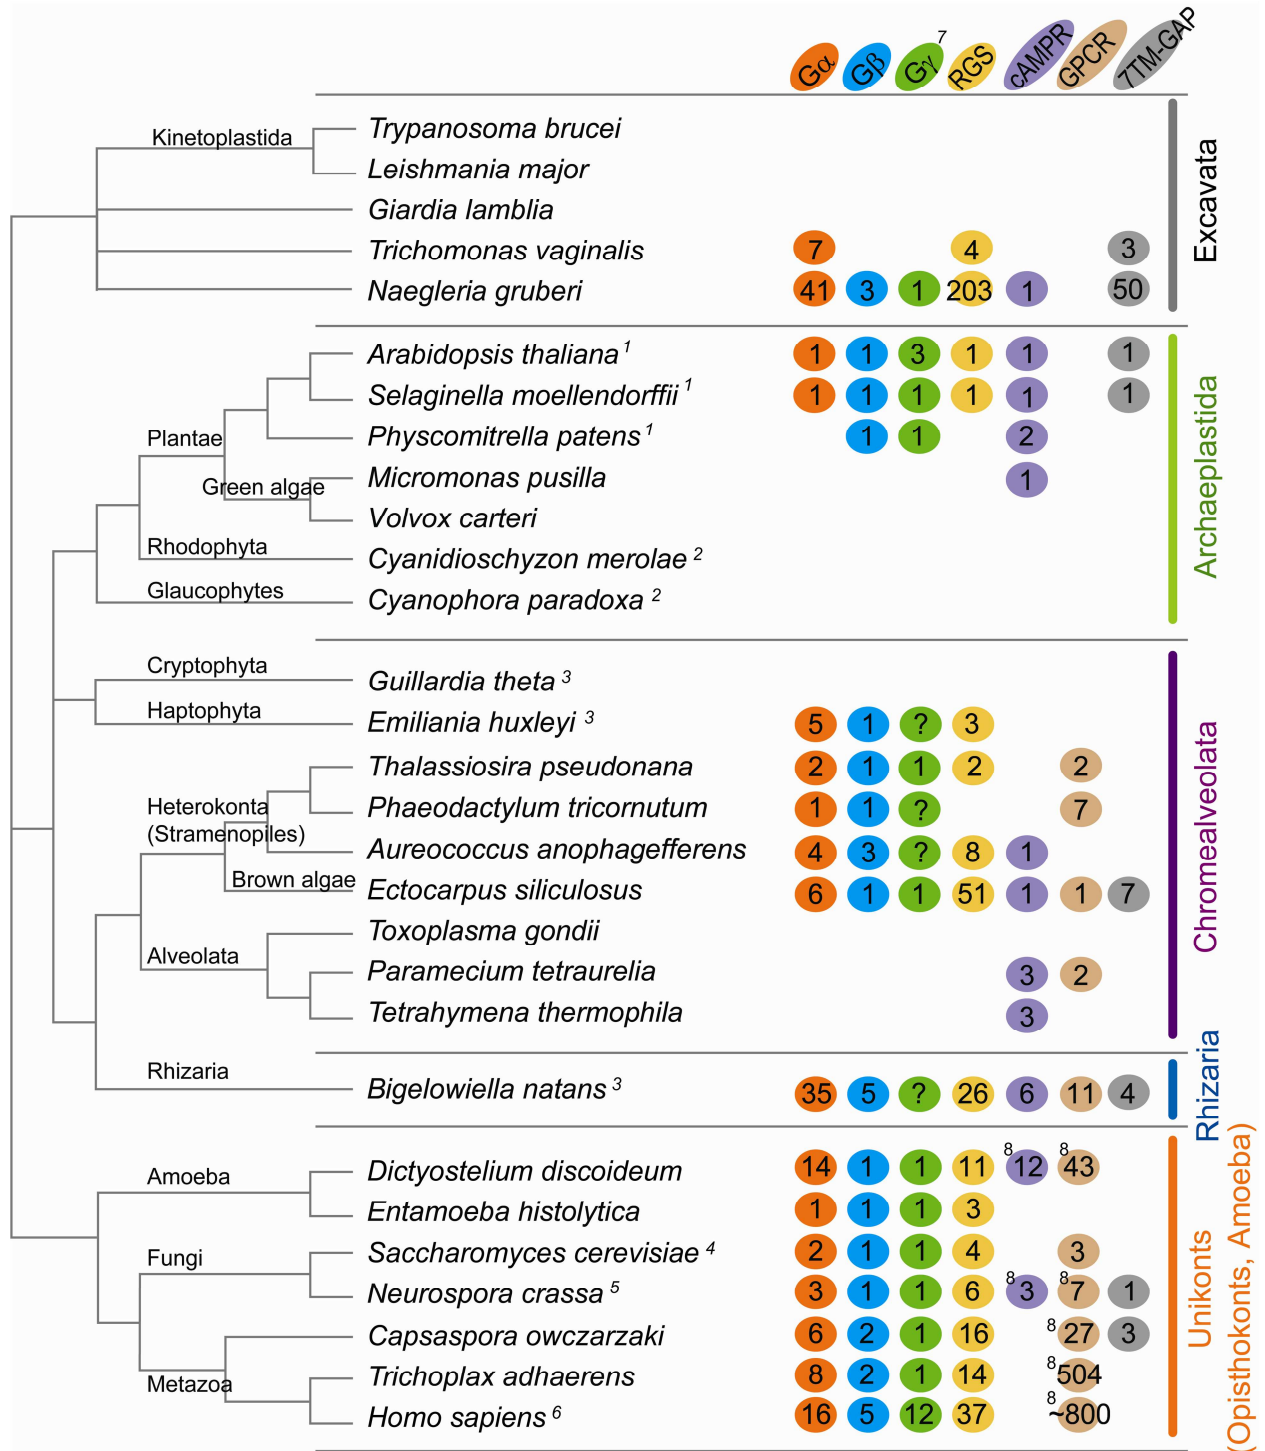 Gα Gβ Gγ 7 RGS cAMPR GPCR 7TM-GAP
Kinetoplastida
Trypanosoma brucei
Leishmania major
Giardia lamblia
Trichomonas vaginalis 7 4 3
Naegleria gruberi 41 3 1 203 1 50
Excavata
Arabidopsis thaliana 1 1 1 3 1 1 1
Selaginella moellendorffii 1 1 1 1 1 1 1
Plantae
Physcomitrella patens 1 1 1 2
Green algae
Micromonas pusilla 1
Volvox carteri
Rhodophyta
Cyanidioschyzon merolae 2
Glaucophytes
Cyanophora paradoxa 2
Archaeplastida
Cryptophyta
Guillardia theta 3
Haptophyta
Emiliania huxleyi 3 5 1 ? 3
Thalassiosira pseudonana 2 1 1 2 2
Heterokonta
(Stramenopiles)
Phaeodactylum tricornutum 1 1 ? 7
Aureococcus anophagefferens 4 3 ? 8 1
Brown algae
Ectocarpus siliculosus 6 1 1 51 1 1 7
Toxoplasma gondii
Alveolata
Paramecium tetraurelia 3 2
Tetrahymena thermophila 3
Chromealveolata
Rhizaria
Bigelowiella natans 3 35 5 ? 26 6 11 4
Rhizaria
Amoeba
Dictyostelium discoideum 14 1 1 11 8 12 8 43
Entamoeba histolytica 1 1 1 3
Fungi
Saccharomyces cerevisiae 4 2 1 1 4 3
Neurospora crassa 5 3 1 1 6 8 3 8 7 1
Capsaspora owczarzaki 6 2 1 16 8 27 3
Metazoa
Trichoplax adhaerens 8 2 1 14 8 504
Homo sapiens 6 16 5 12 37 8 ~800
Unikonts
(Opisthokonts, Amoeba)